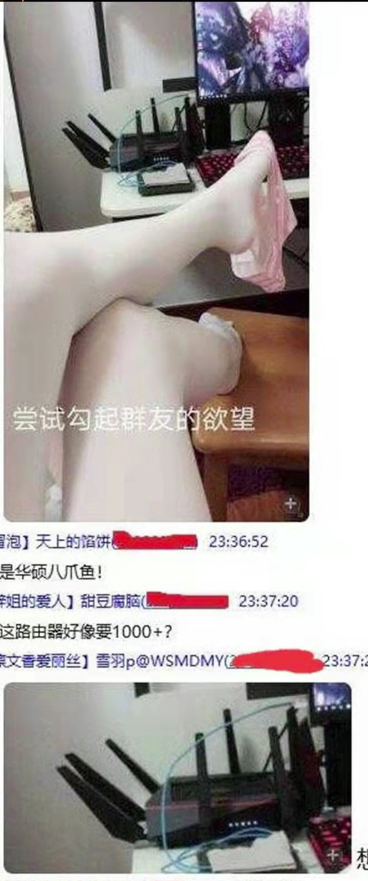 尝试勾起群友的欲望
冒泡】天上的馅饼( 23:36:52
是华硕八爪鱼!
姐的爱人】甜豆腐脑( 23:37:20
这路由器好像要1000+?
文香爱丽丝】雪羽p@WSMDMY(2 23:37:2
想